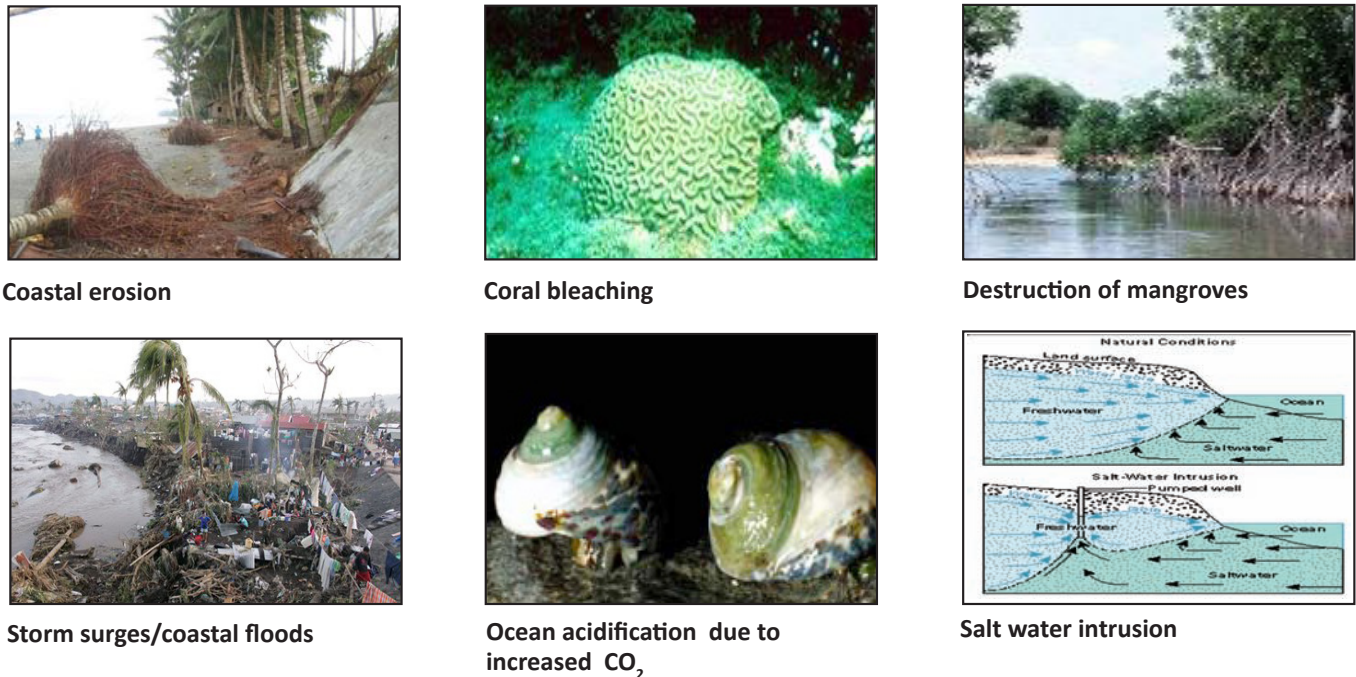 Coastal erosion
Coral bleaching
Destruction of mangroves
Storm surges/coastal floods
Ocean acidification due to
increased CO₂
Natural Conditions
Land surface
Freshwater
Ocean
Saltwater
Salt-Water Intrusion
Pumped well
Freshwater
Ocean
Saltwater
Salt water intrusion